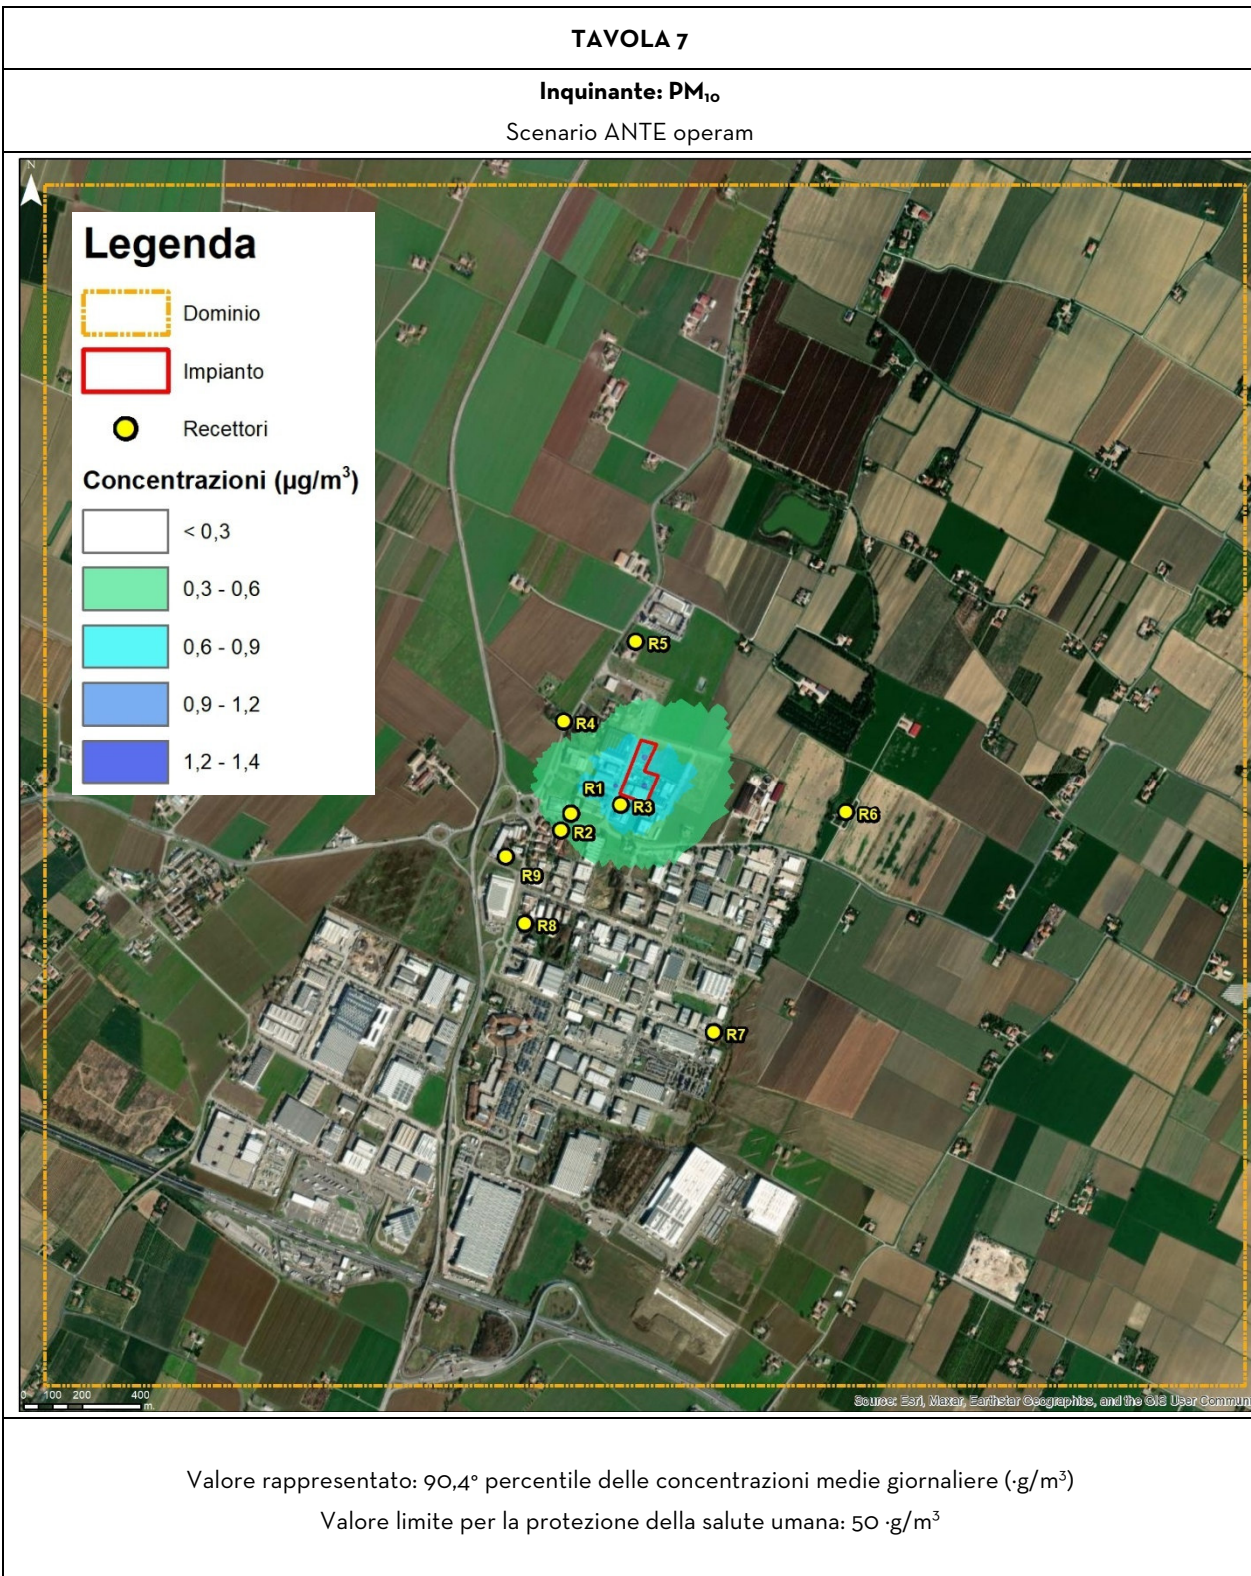 TAVOLA 7
Inquinante: PM₁₀
Scenario ANTE operam
N
Legenda
Dominio
Impianto
Recettori
Concentrazioni (µg/m³)
< 0,3
0,3 - 0,6
0,6 - 0,9
0,9 - 1,2
1,2 - 1,4
R5
R4
R1
R3
R6
R2
R9
R8
R7
0 100 200 400
m.
Source: Esri, Maxar, Earthstar Geographics, and the GIS User Commun
Valore rappresentato: 90,4° percentile delle concentrazioni medie giornaliere (·g/m³)
Valore limite per la protezione della salute umana: 50 ·g/m³